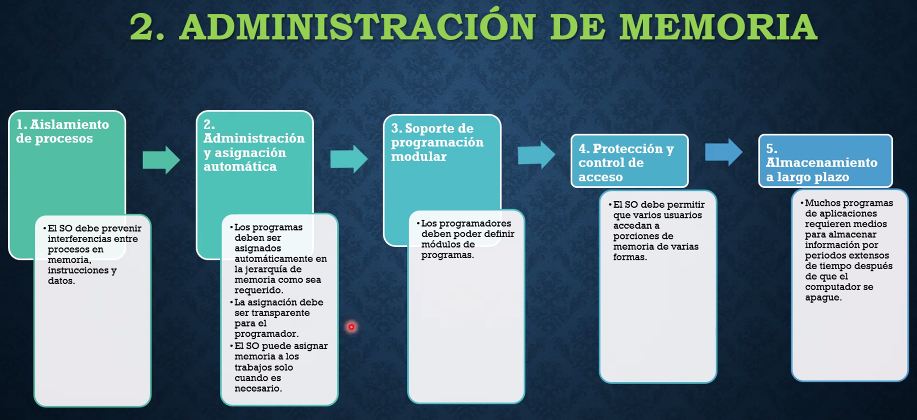 2. ADMINISTRACIÓN DE MEMORIA
1. Aislamiento
de procesos
•El SO debe prevenir
interferencias entre
procesos en
memoria,
instrucciones y
datos.
2.
Administración
y asignación
automática
•Los programas
deben ser
asignados
automáticamente en
la jerarquía de
memoria como sea
requerido.
•La asignación debe
ser transparente
para el
programador.
•El SO puede asignar
memoria a los
trabajos solo
cuando es
necesario.
3. Soporte de
programación
modular
•Los programadores
deben poder definir
módulos de
programas.
4. Protección y
control de
acceso
•El SO debe permitir
que varios usuarios
accedan a
porciones de
memoria de varias
formas.
5.
Almacenamiento
a largo plazo
•Muchos programas
de aplicaciones
requieren medios
para almacenar
información por
periodos extensos
de tiempo después
de que el
computador se
apague.